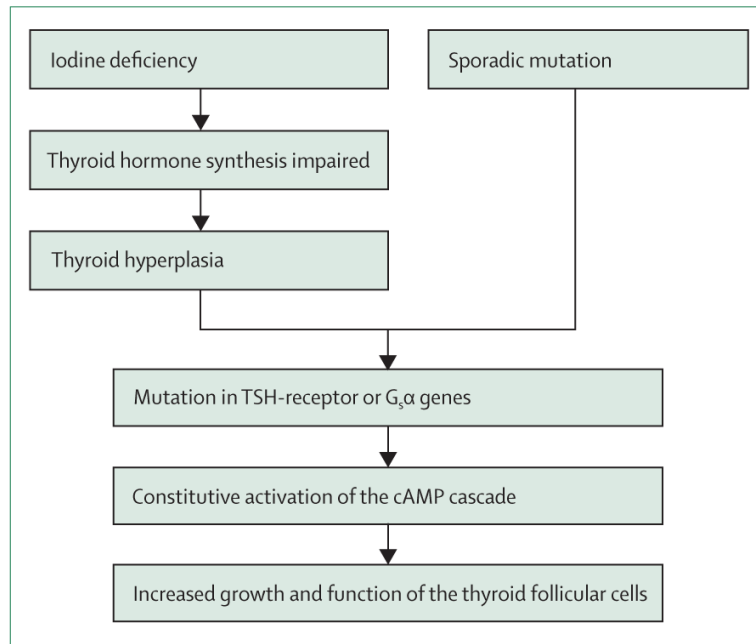 Iodine deficiency
Sporadic mutation
Thyroid hormone synthesis impaired
Thyroid hyperplasia
Mutation in TSH-receptor or Gₛα genes
Constitutive activation of the cAMP cascade
Increased growth and function of the thyroid follicular cells